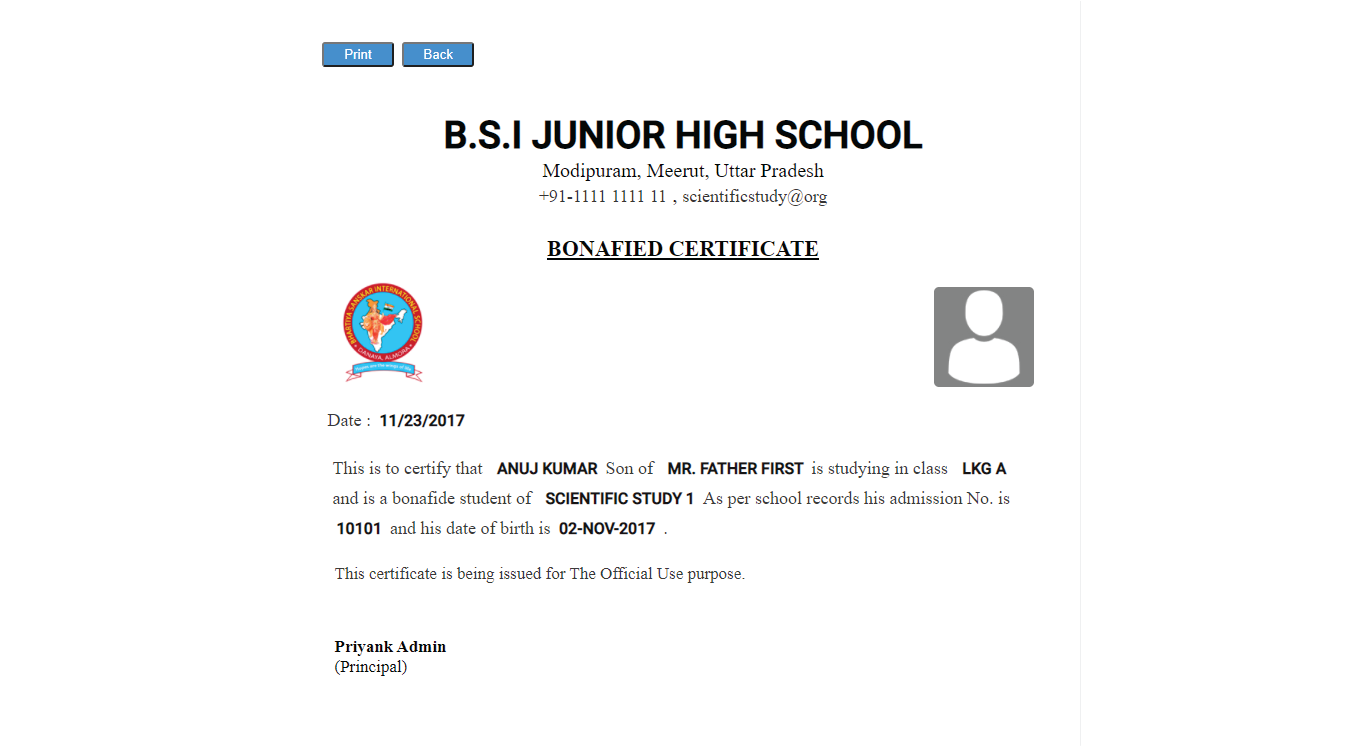 Print Back
B.S.I JUNIOR HIGH SCHOOL
Modipuram, Meerut, Uttar Pradesh
+91-1111 1111 11 , scientificstudy@org
BONAFIED CERTIFICATE
BHARTIYA SANSKAR INTERNATIONAL SCHOOL
DANAYA, ALMORA
Date : 11/23/2017
This is to certify that ANUJ KUMAR Son of MR. FATHER FIRST is studying in class LKG A
and is a bonafide student of SCIENTIFIC STUDY 1 As per school records his admission No. is
10101 and his date of birth is 02-NOV-2017 .
This certificate is being issued for The Official Use purpose.
Priyank Admin
(Principal)